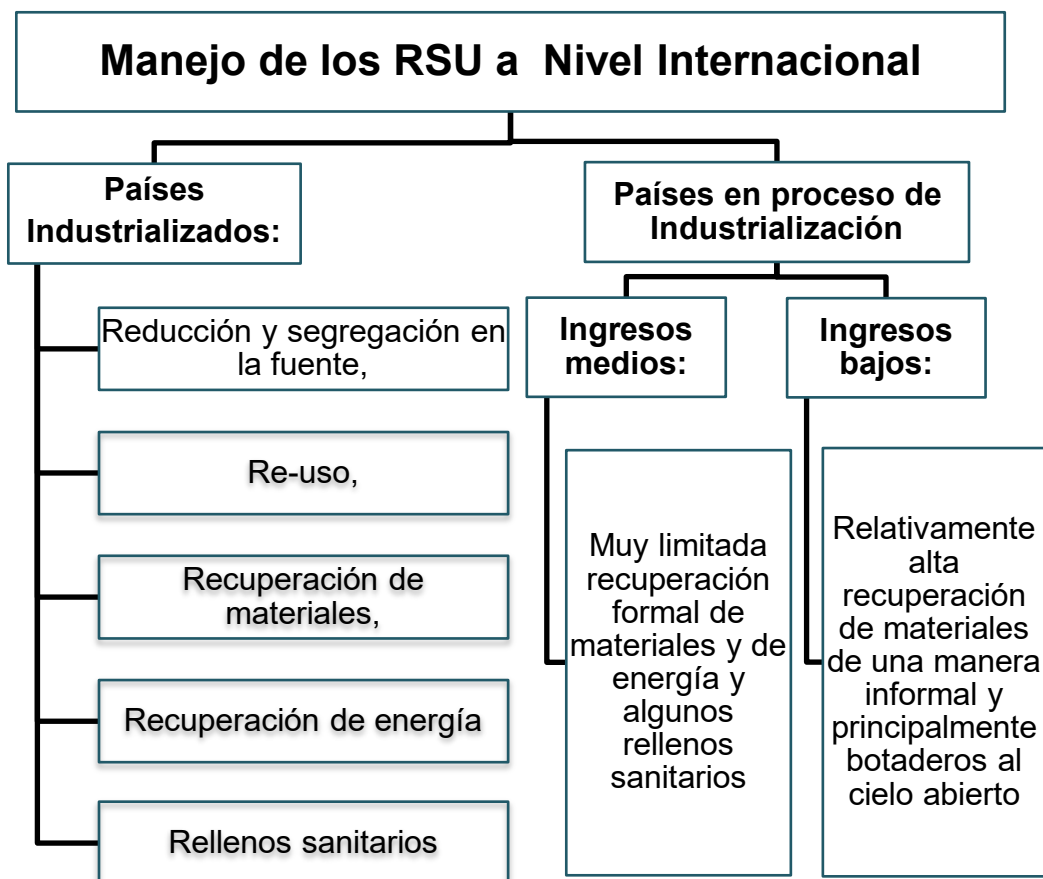 Manejo de los RSU a Nivel Internacional
Países
Industrializados:
Reducción y segregación en
la fuente,
Re-uso,
Recuperación de
materiales,
Recuperación de energía
Rellenos sanitarios
Países en proceso de
Industrialización
Ingresos
medios:
Muy limitada
recuperación
formal de
materiales y de
energía y
algunos
rellenos
sanitarios
Ingresos
bajos:
Relativamente
alta
recuperación
de materiales
de una manera
informal y
principalmente
botaderos al
cielo abierto